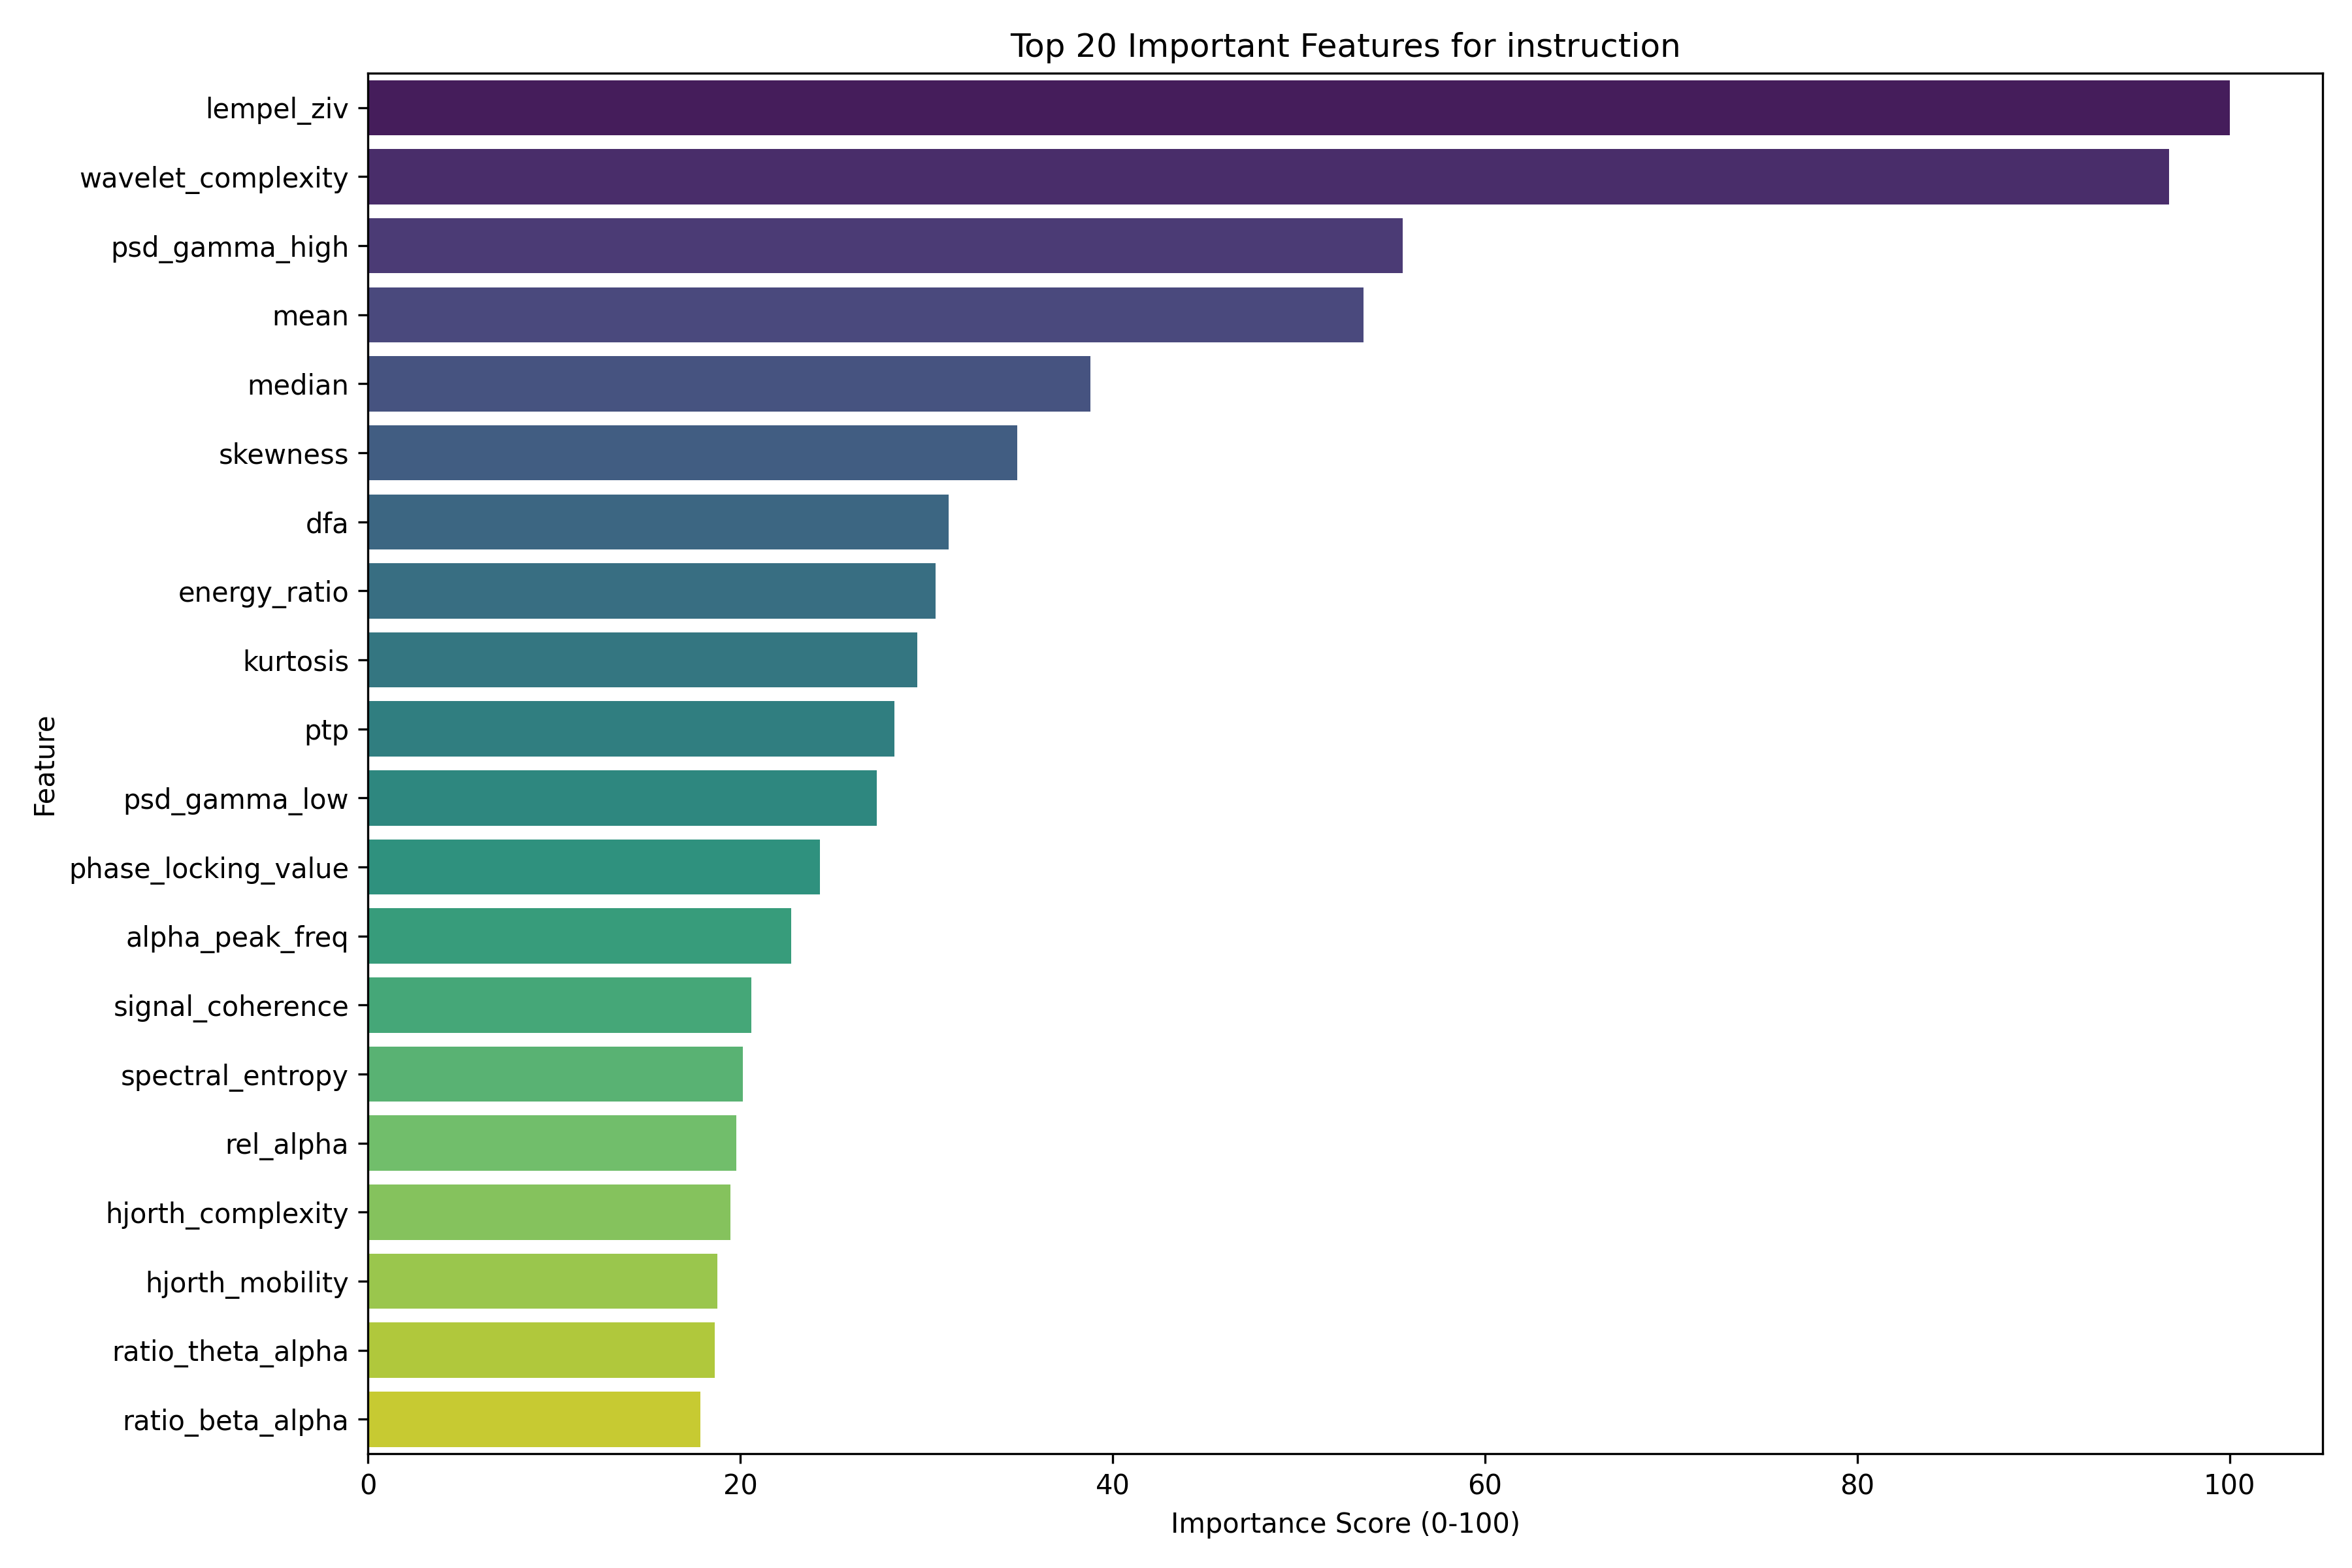 Top 20 Important Features for instruction
lempel_ziv
wavelet_complexity
psd_gamma_high
mean
median
skewness
dfa
energy_ratio
kurtosis
ptp
psd_gamma_low
phase_locking_value
alpha_peak_freq
signal_coherence
spectral_entropy
rel_alpha
hjorth_complexity
hjorth_mobility
ratio_theta_alpha
ratio_beta_alpha
Feature
0 20 40 60 80 100
Importance Score (0-100)